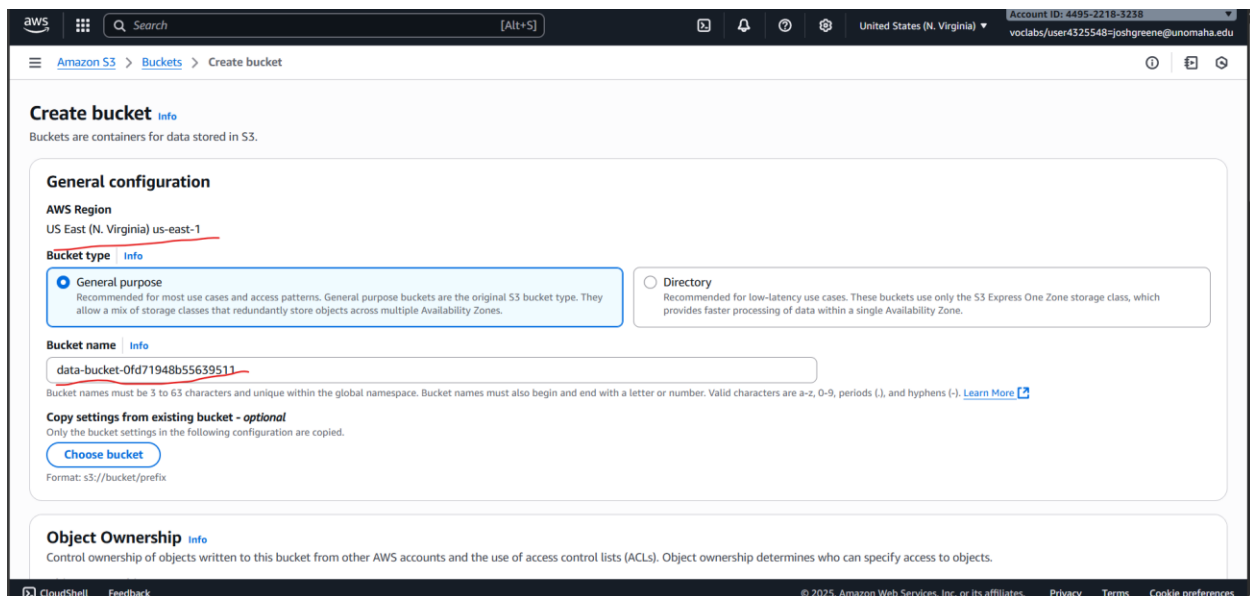 aws
Search [Alt+S]
United States (N. Virginia) ▼
Account ID: 4495-2218-3238 ▼
voclabs/user4325548=joshgreene@unomaha.edu
Amazon S3 > Buckets > Create bucket
Create bucket Info
Buckets are containers for data stored in S3.
General configuration
AWS Region
US East (N. Virginia) us-east-1
Bucket type Info
General purpose
Recommended for most use cases and access patterns. General purpose buckets are the original S3 bucket type. They
allow a mix of storage classes that redundantly store objects across multiple Availability Zones.
Directory
Recommended for low-latency use cases. These buckets use only the S3 Express One Zone storage class, which
provides faster processing of data within a single Availability Zone.
Bucket name Info
data-bucket-0fd71948b55639511
Bucket names must be 3 to 63 characters and unique within the global namespace. Bucket names must also begin and end with a letter or number. Valid characters are a-z, 0-9, periods (.), and hyphens (-). Learn More
Copy settings from existing bucket - optional
Only the bucket settings in the following configuration are copied.
Choose bucket
Format: s3://bucket/prefix
Object Ownership Info
Control ownership of objects written to this bucket from other AWS accounts and the use of access control lists (ACLs). Object ownership determines who can specify access to objects.
CloudShell Feedback © 2025, Amazon Web Services, Inc. or its affiliates. Privacy Terms Cookie preferences